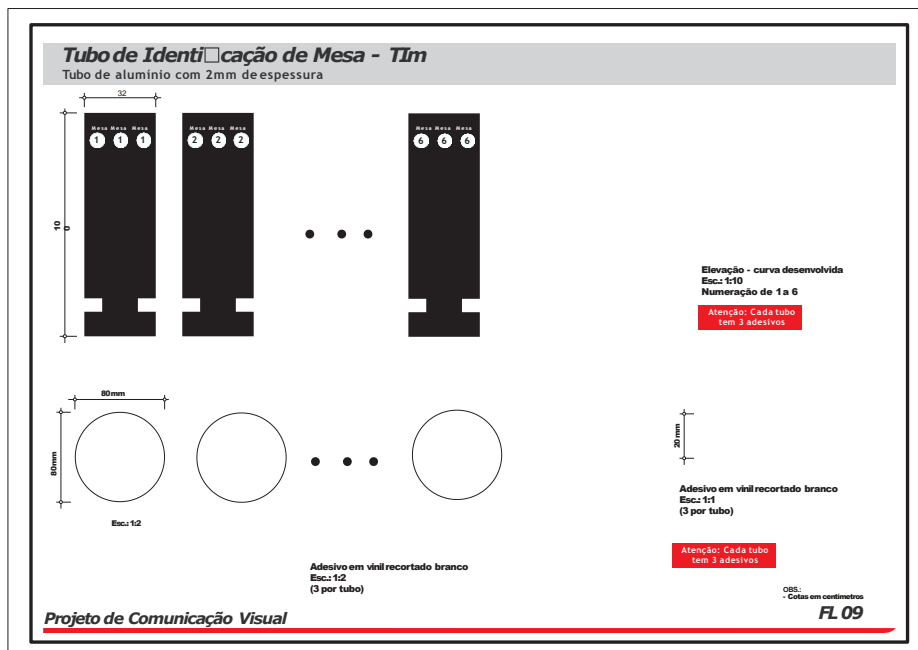 Tubo de Identi□cação de Mesa - TIm
Tubo de alumínio com 2mm de espessura
32
Mesa Mesa Mesa
1 1 1
Mesa Mesa Mesa
2 2 2
Mesa Mesa Mesa
6 6 6
10
0
Elevação - curva desenvolvida
Esc.: 1:10
Numeração de 1 a 6
Atenção: Cada tubo
tem 3 adesivos
80mm
80mm
Esc.: 1:2
20mm
Adesivo em vinil recortado branco
Esc.: 1:1
(3 por tubo)
Atenção: Cada tubo
tem 3 adesivos
Adesivo em vinil recortado branco
Esc.: 1:2
(3 por tubo)
OBS.:
- Cotas em centímetros
Projeto de Comunicação Visual
FL 09